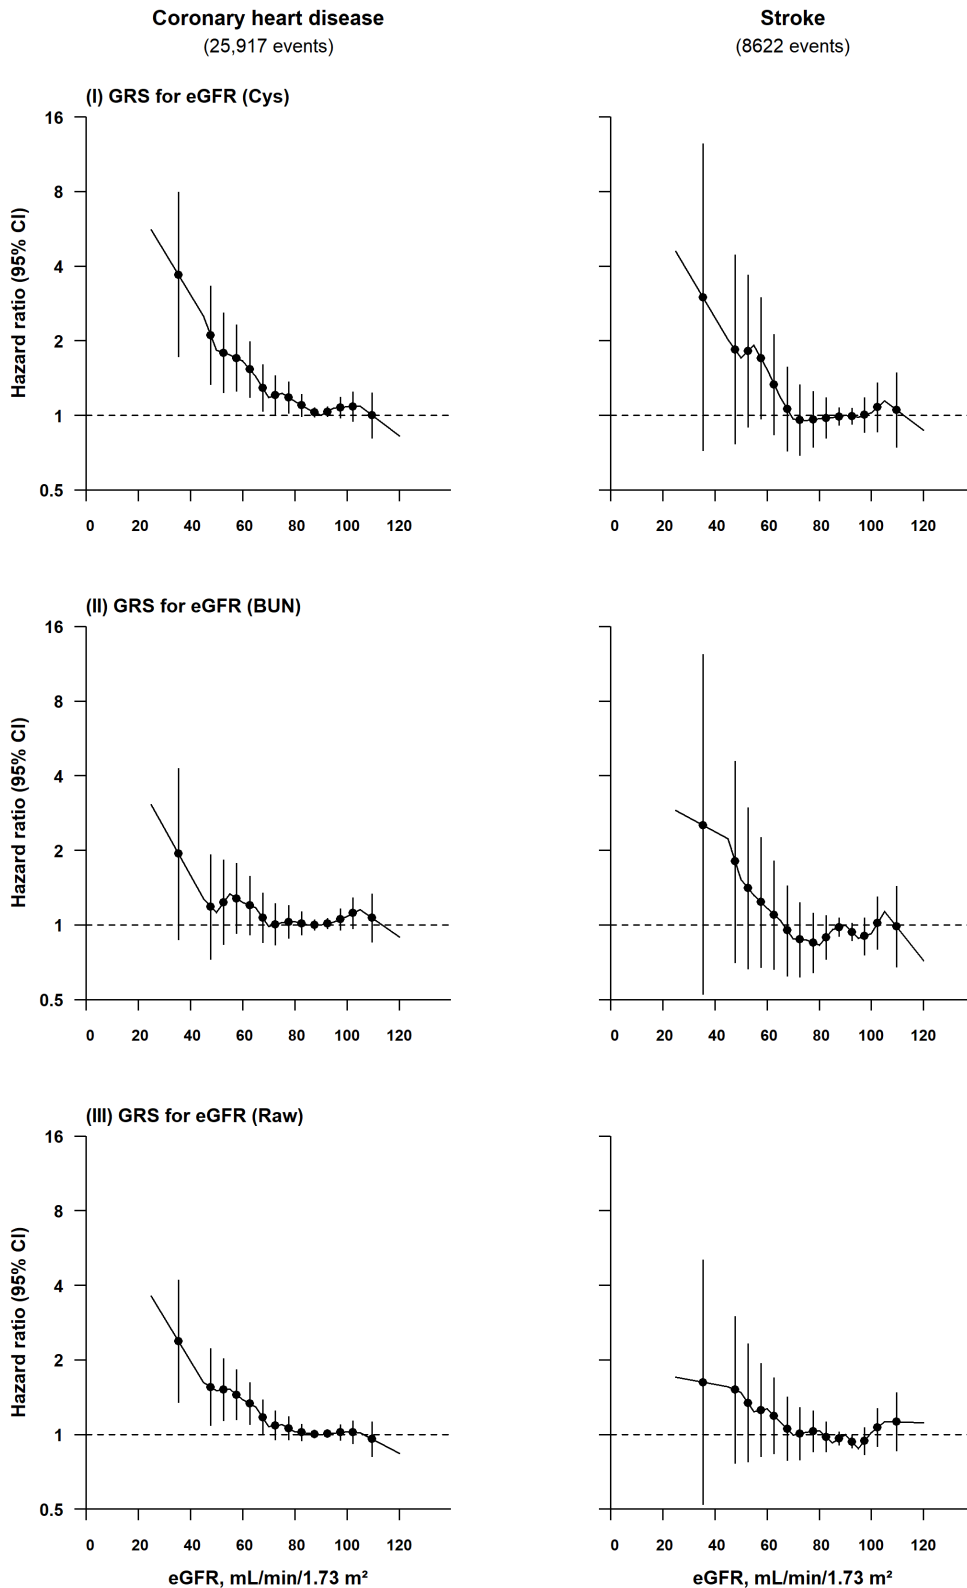 Coronary heart disease
(25,917 events)
Stroke
(8622 events)
(I) GRS for eGFR (Cys)
Hazard ratio (95% CI)
16
8
4
2
1
0.5
0 20 40 60 80 100 120
0 20 40 60 80 100 120
(II) GRS for eGFR (BUN)
Hazard ratio (95% CI)
16
8
4
2
1
0.5
0 20 40 60 80 100 120
0 20 40 60 80 100 120
(III) GRS for eGFR (Raw)
Hazard ratio (95% CI)
16
8
4
2
1
0.5
0 20 40 60 80 100 120
0 20 40 60 80 100 120
eGFR, mL/min/1.73 m²
eGFR, mL/min/1.73 m²